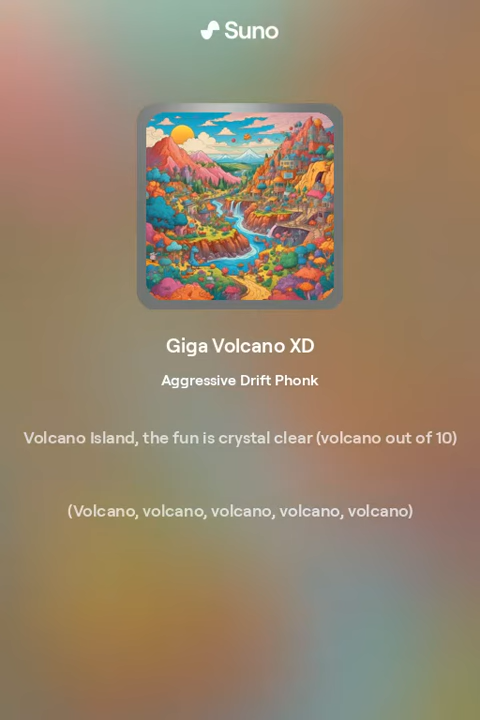 Suno
Giga Volcano XD
Aggressive Drift Phonk
Volcano Island, the fun is crystal clear (volcano out of 10)
(Volcano, volcano, volcano, volcano, volcano)